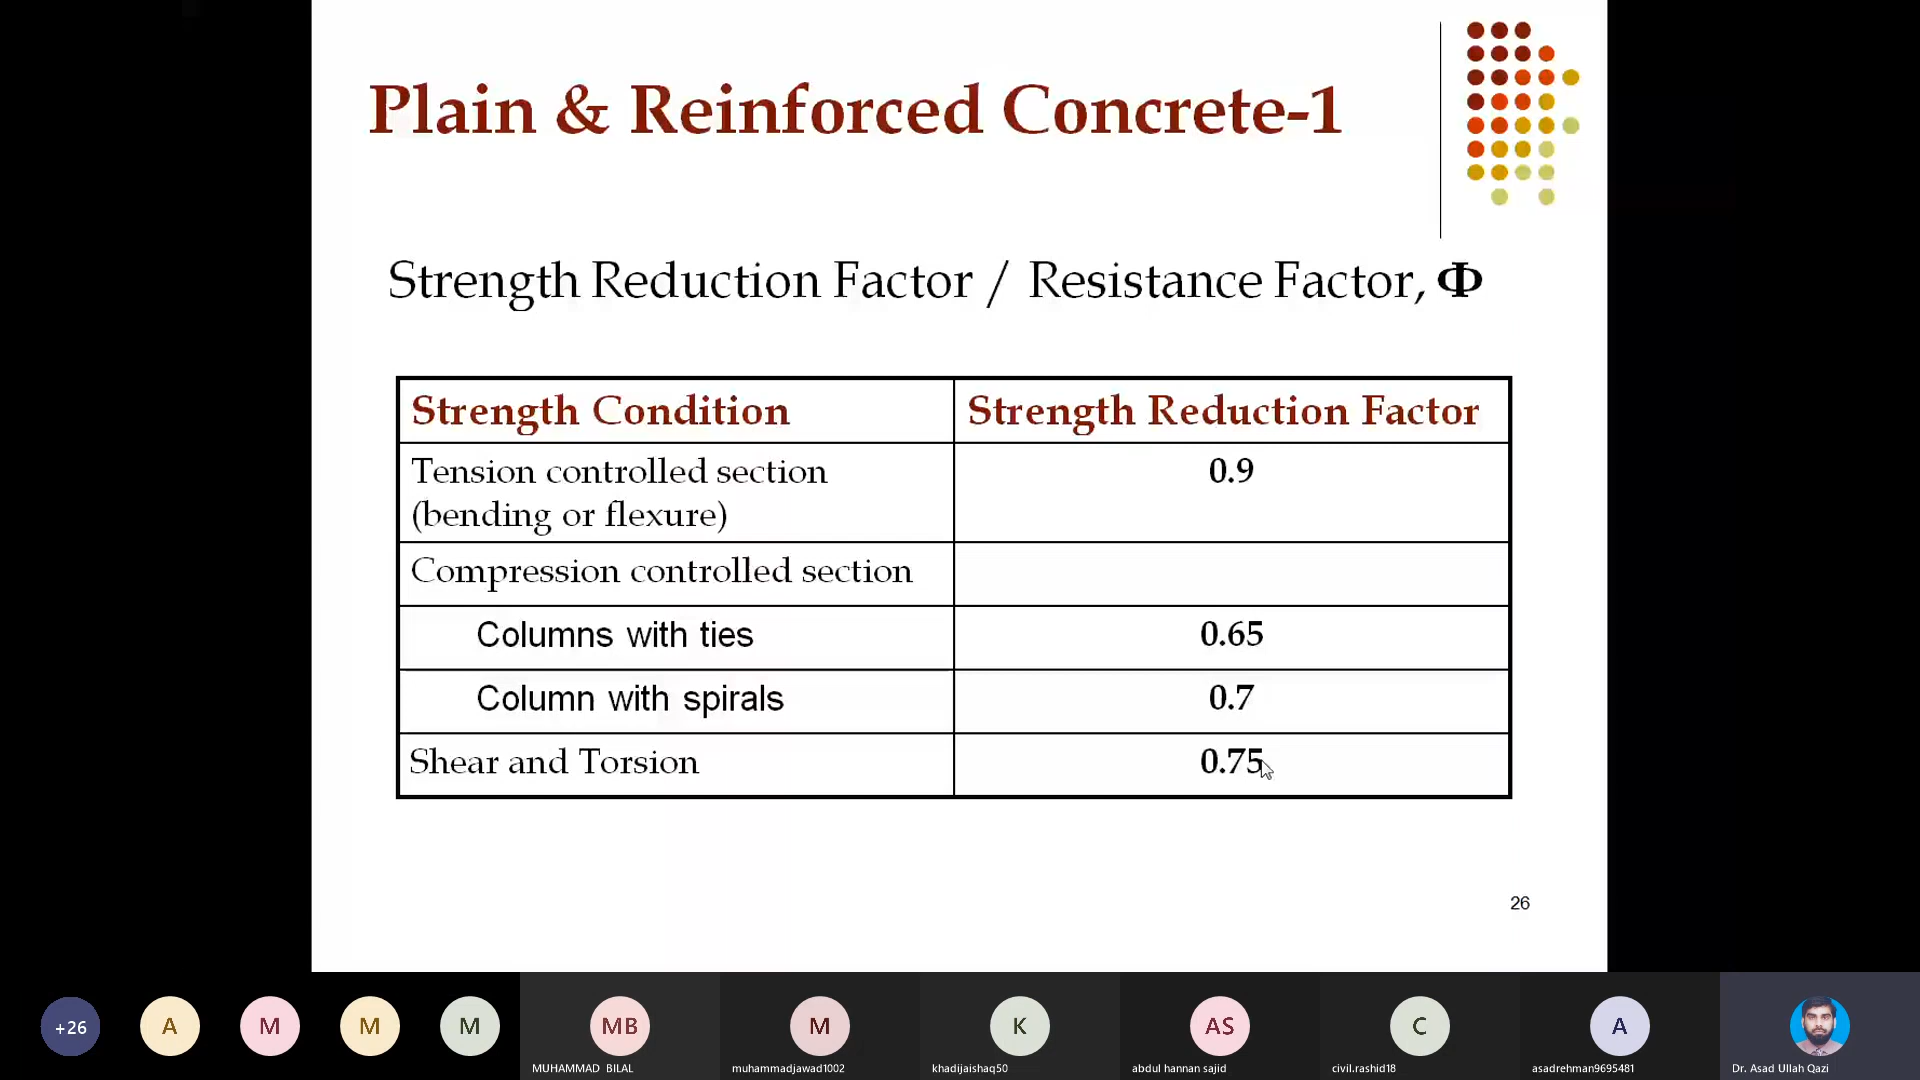 Plain & Reinforced Concrete-1
Strength Reduction Factor / Resistance Factor, Φ
Strength Condition Strength Reduction Factor
Tension controlled section 0.9
(bending or flexure)
Compression controlled section
Columns with ties 0.65
Column with spirals 0.7
Shear and Torsion 0.75
26
+26 A M M M MB M K AS C A
MUHAMMAD BILAL muhammadjawad1002 khadijaishaq50 abdul hannan sajid civil.rashid18 asadrehman9695481 Dr. Asad Ullah Qazi